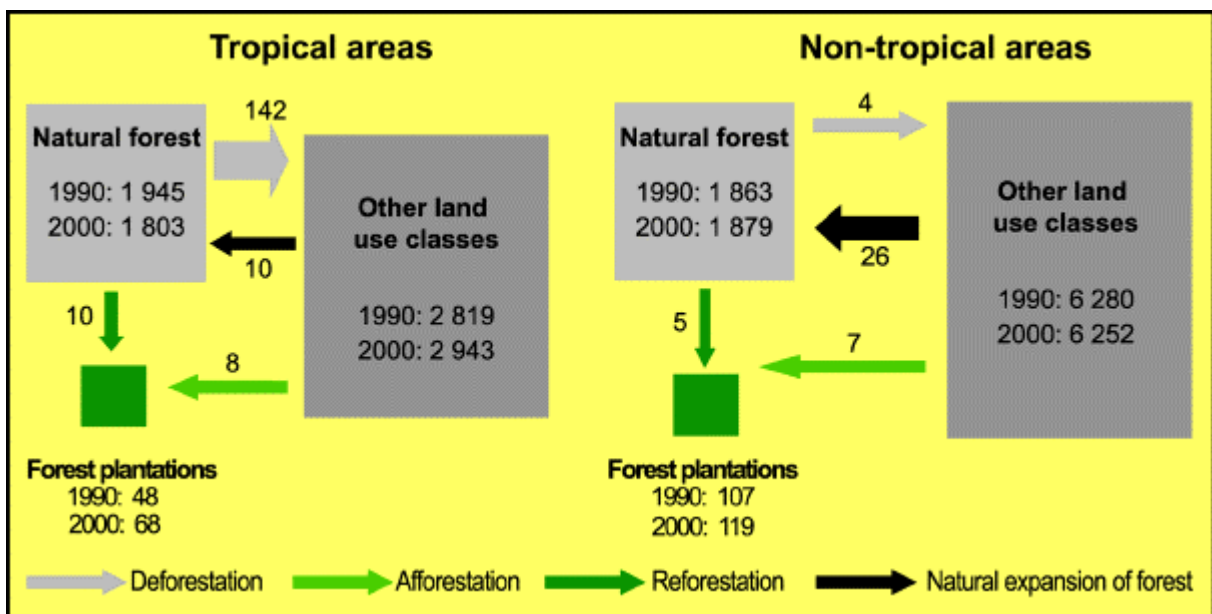 Tropical areas
142
Natural forest
1990: 1 945
2000: 1 803
Other land
use classes
1990: 2 819
2000: 2 943
10
10
8
Forest plantations
1990: 48
2000: 68
Non-tropical areas
4
Natural forest
1990: 1 863
2000: 1 879
Other land
use classes
1990: 6 280
2000: 6 252
26
5
7
Forest plantations
1990: 107
2000: 119
Deforestation
Afforestation
Reforestation
Natural expansion of forest